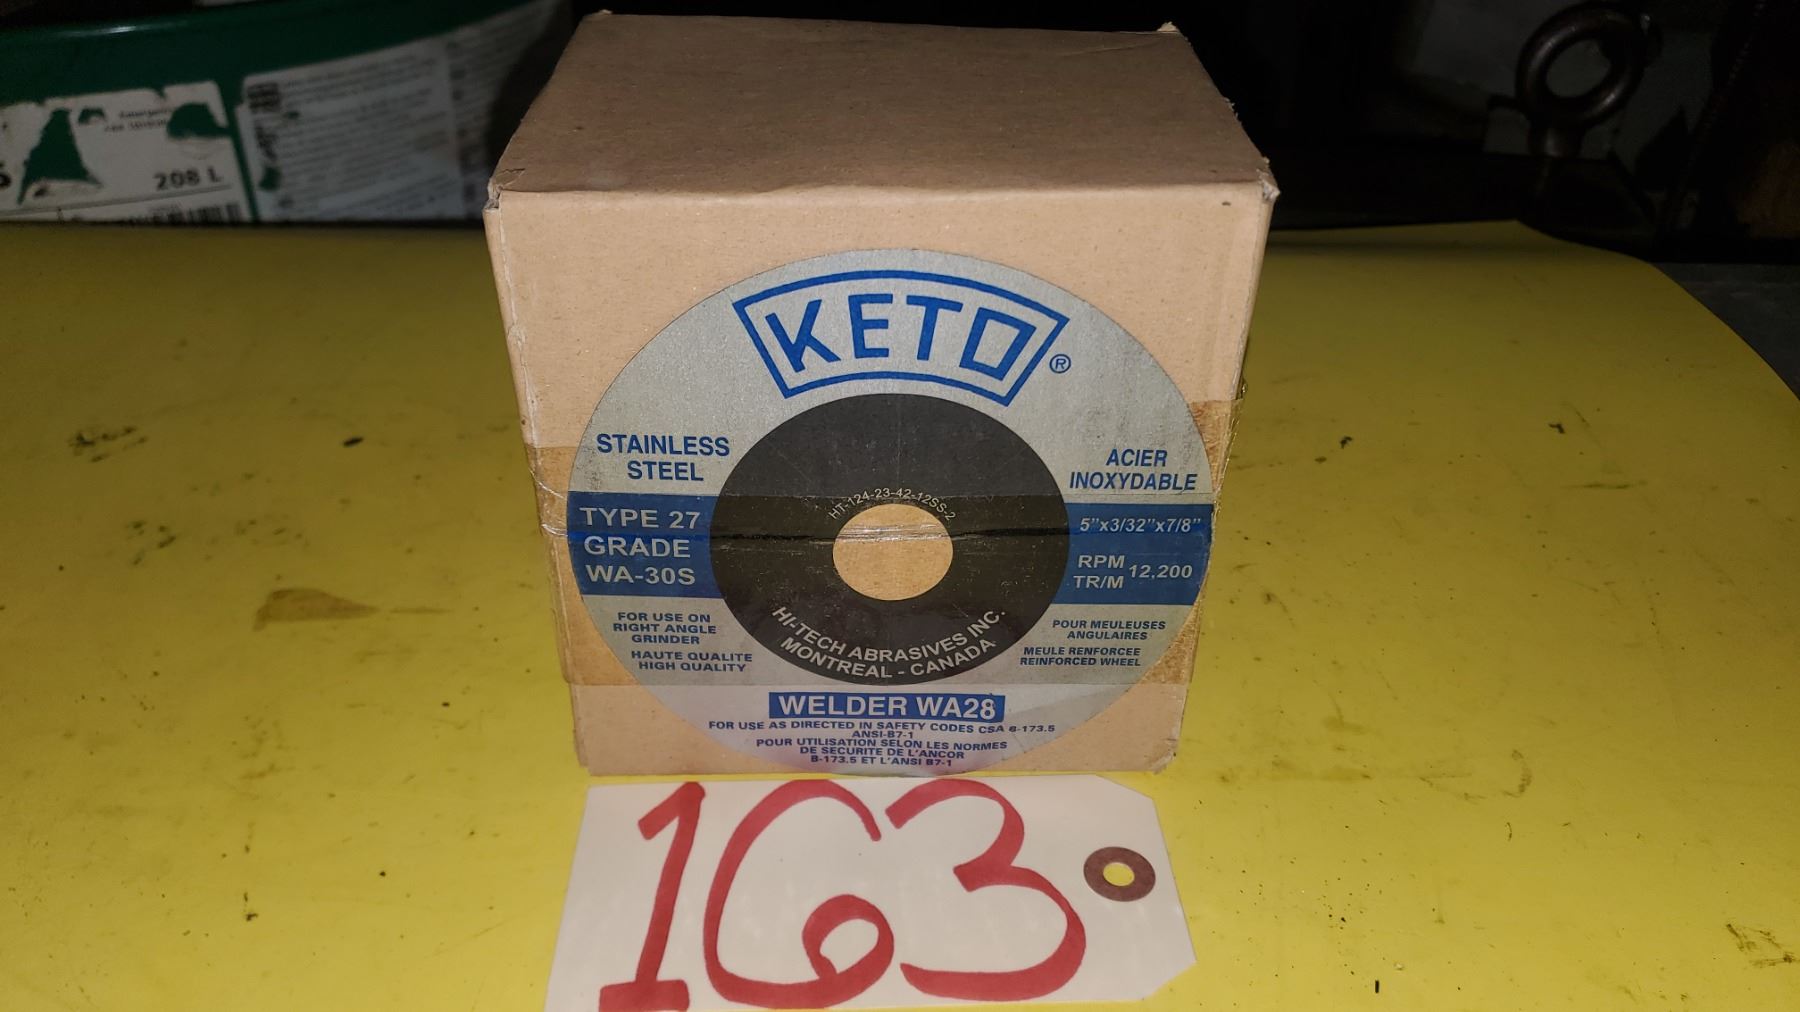 208 L
KETO®
STAINLESS
STEEL
ACIER
INOXYDABLE
TYPE 27
GRADE
WA-30S
HT-124-23-42-12SS-2
5"x3/32"x7/8"
RPM
TR/M 12,200
FOR USE ON
RIGHT ANGLE
GRINDER
HAUTE QUALITE
HIGH QUALITY
HI-TECH ABRASIVES INC.
MONTREAL - CANADA
POUR MEULEUSES
ANGULAIRES
MEULE RENFORCEE
REINFORCED WHEEL
WELDER WA28
FOR USE AS DIRECTED IN SAFETY CODES CSA B-173.5
ANSI-B7-1
POUR UTILISATION SELON LES NORMES
DE SECURITE DE L'ANCOR
B-173.5 ET L'ANSI B7-1
163